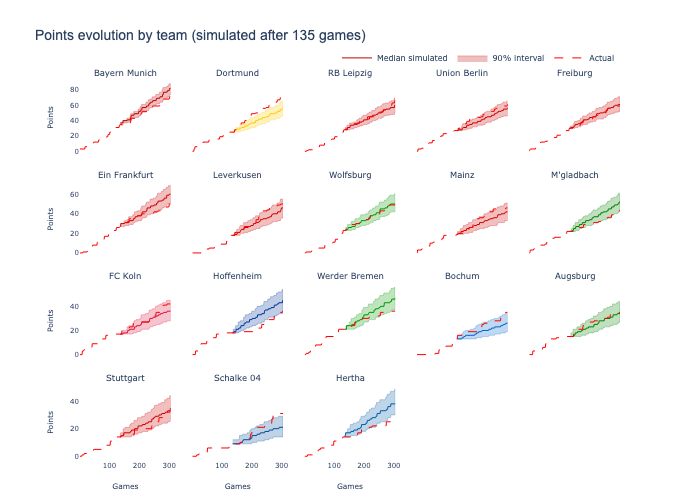 Points evolution by team (simulated after 135 games)
Median simulated 90% interval Actual
Bayern Munich Dortmund RB Leipzig Union Berlin Freiburg
80
60
40
20
0
Points
Ein Frankfurt Leverkusen Wolfsburg Mainz M'gladbach
60
40
20
0
Points
FC Koln Hoffenheim Werder Bremen Bochum Augsburg
40
20
0
Points
Stuttgart Schalke 04 Hertha
40
20
0
Points
100 200 300 100 200 300 100 200 300
Games Games Games